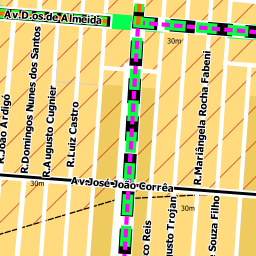 Av.D.os.de Almeida
30m
R.João Ardigó
R.Domingos Nunes dos Santos
R.Augusto Cugnier
R.Luiz Castro
R.Mariângela Rocha Fabeni
Av.José João Corrêa
30m
30m
co Reis
usto Trojan
e Souza Filho